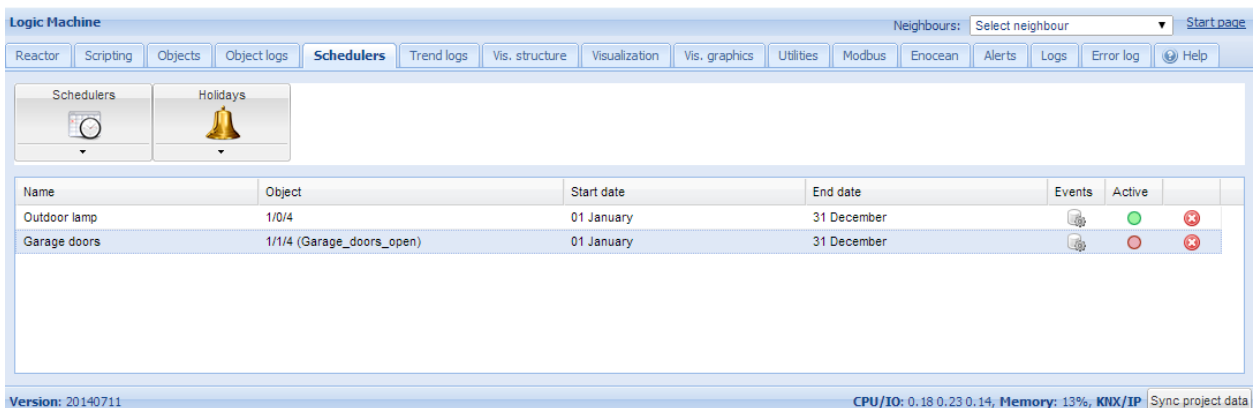 Logic Machine Neighbours: Select neighbour Start page
Reactor Scripting Objects Object logs Schedulers Trend logs Vis. structure Visualization Vis. graphics Utilities Modbus Enocean Alerts Logs Error log Help
Schedulers Holidays
Name Object Start date End date Events Active
Outdoor lamp 1/0/4 01 January 31 December
Garage doors 1/1/4 (Garage_doors_open) 01 January 31 December
Version: 20140711 CPU/IO: 0.18 0.23 0.14, Memory: 13%, KNX/IP Sync project data